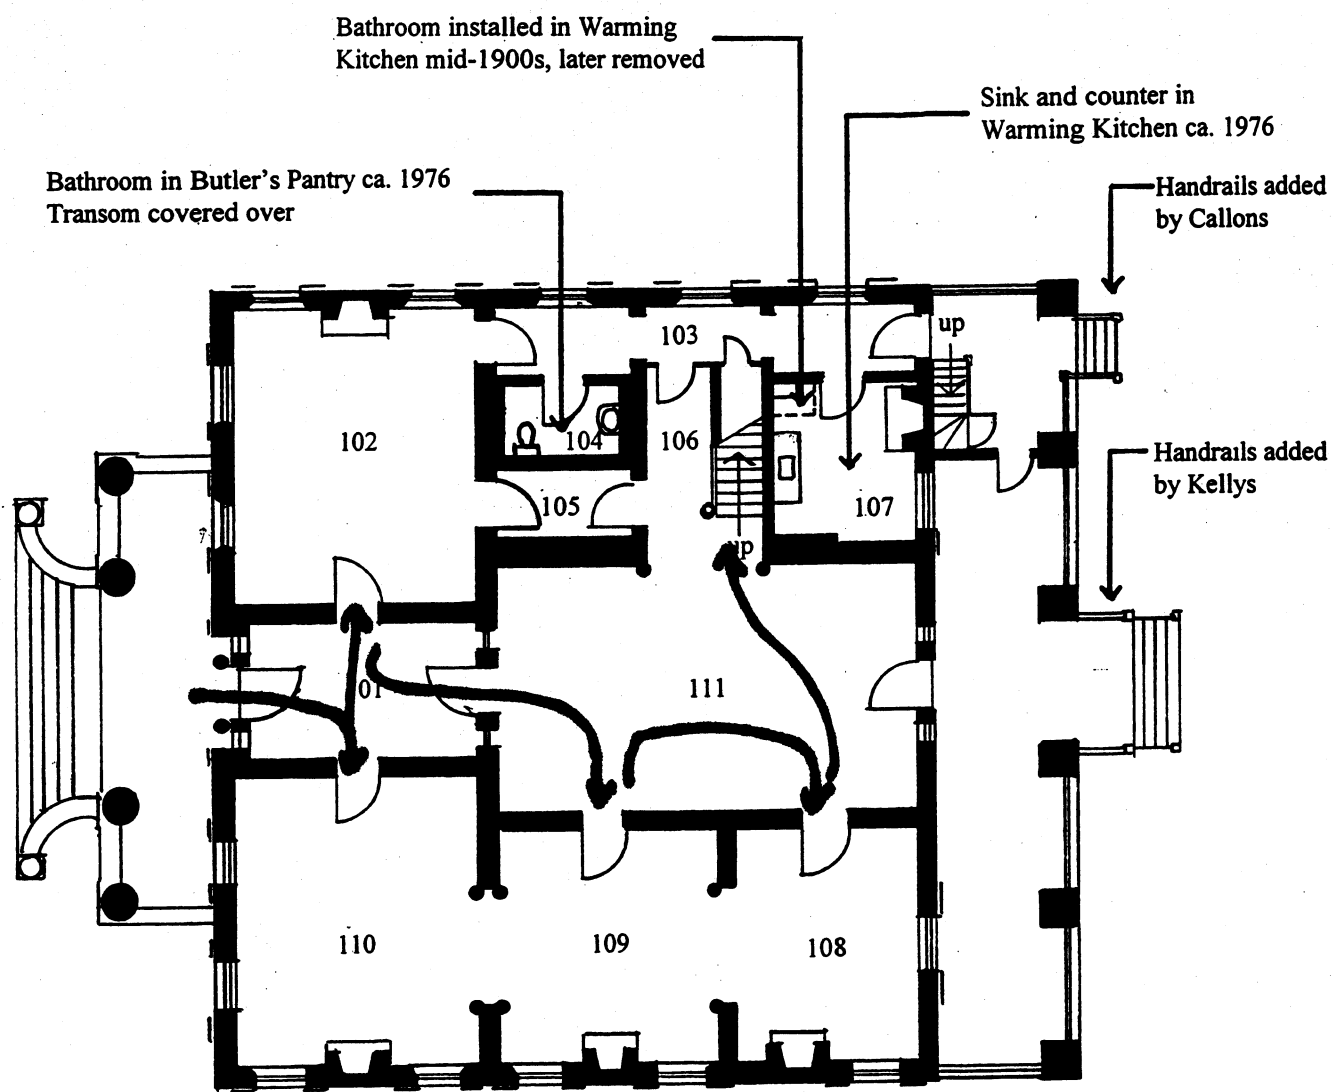 Bathroom installed in Warming
Kitchen mid-1900s, later removed
Sink and counter in
Warming Kitchen ca. 1976
Bathroom in Butler's Pantry ca. 1976
Transom covered over
Handrails added
by Callons
up
103
102
104
106
Handrails added
by Kellys
105
107
up
01
111
110
109
108